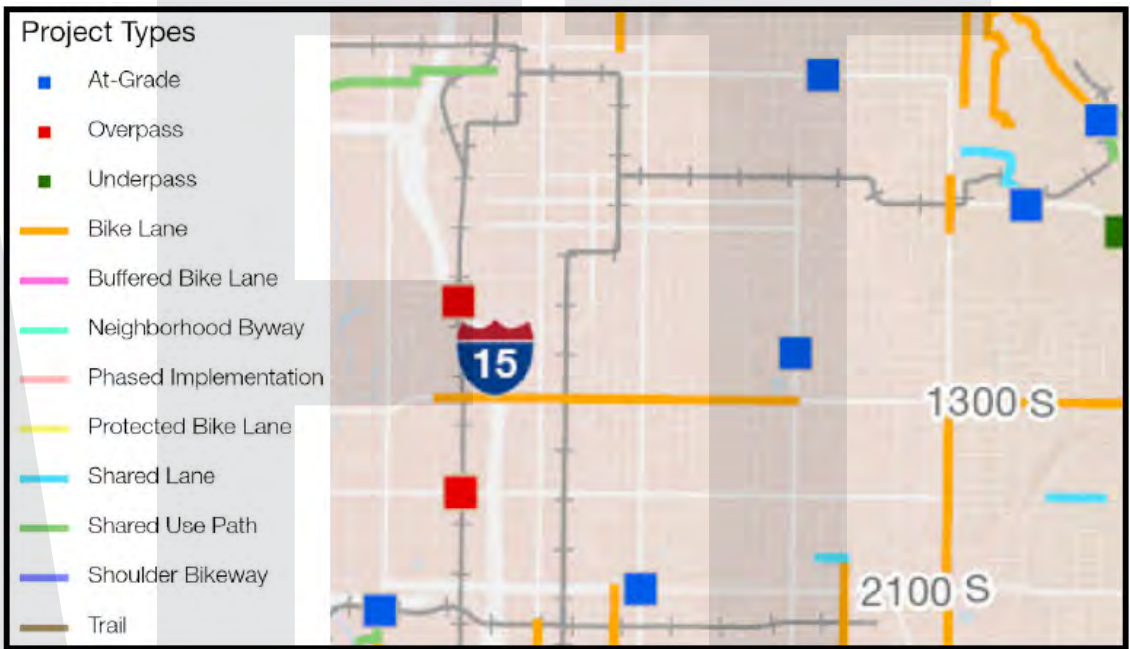 Project Types
At-Grade
Overpass
Underpass
Bike Lane
Buffered Bike Lane
Neighborhood Byway
Phased Implementation
Protected Bike Lane
Shared Lane
Shared Use Path
Shoulder Bikeway
Trail
15
1300 S
2100 S